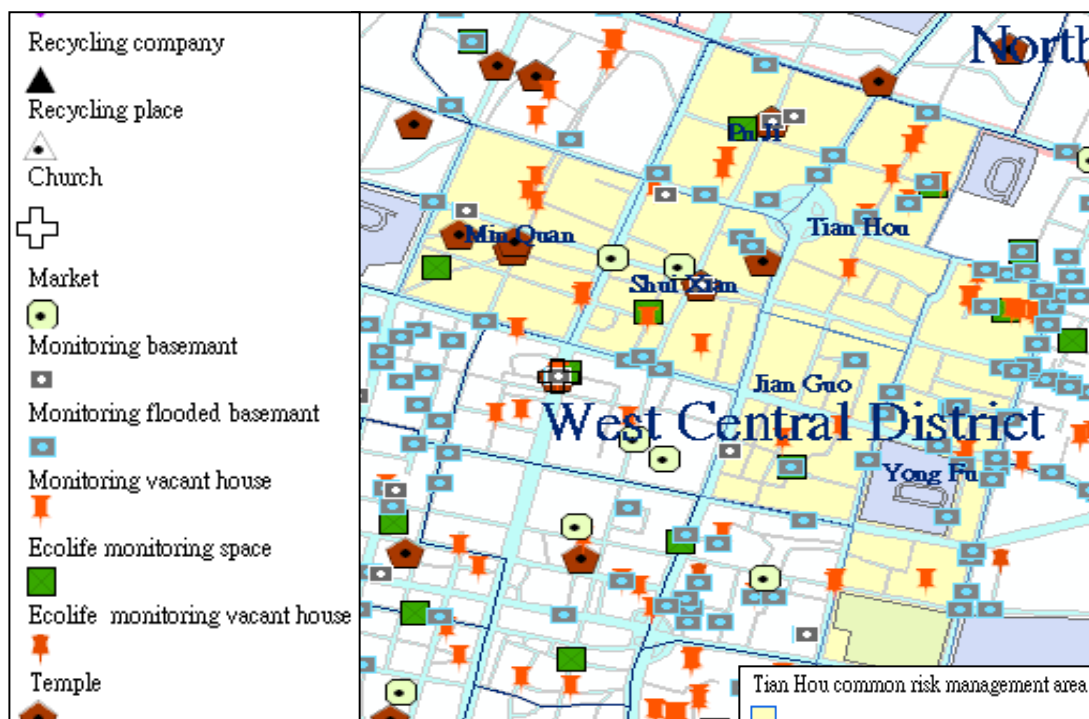 Recycling company
Recycling place
Church
Market
Monitoring basemant
Monitoring flooded basemant
Monitoring vacant house
Ecolife monitoring space
Ecolife monitoring vacant house
Temple
North
Pu Ji
Tian Hou
Min Quan
Shui Xian
Jian Guo
West Central District
Yong Fu
Tian Hou common risk management area